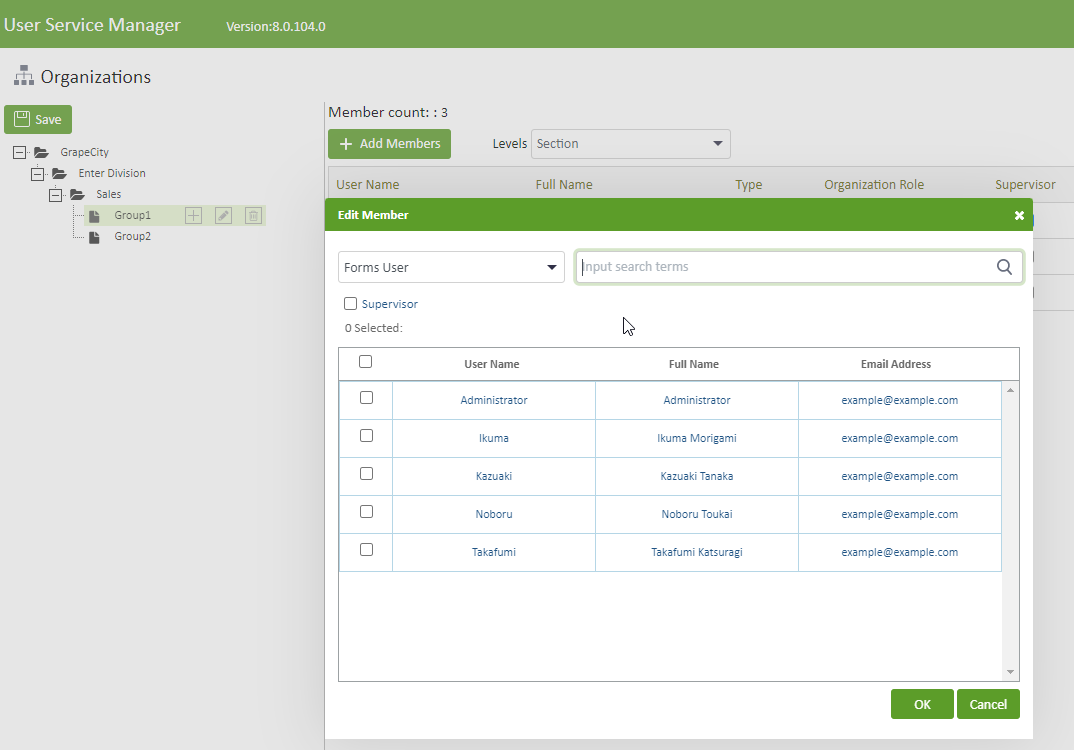 User Service Manager Version:8.0.104.0
Organizations
Save
GrapeCity
Enter Division
Sales
Group1
Group2
Member count: : 3
Add Members Levels Section
User Name Full Name Type Organization Role Supervisor
Edit Member
Forms User Input search terms
Supervisor
0 Selected:
User Name Full Name Email Address
Administrator Administrator example@example.com
Ikuma Ikuma Morigami example@example.com
Kazuaki Kazuaki Tanaka example@example.com
Noboru Noboru Toukai example@example.com
Takafumi Takafumi Katsuragi example@example.com
OK Cancel